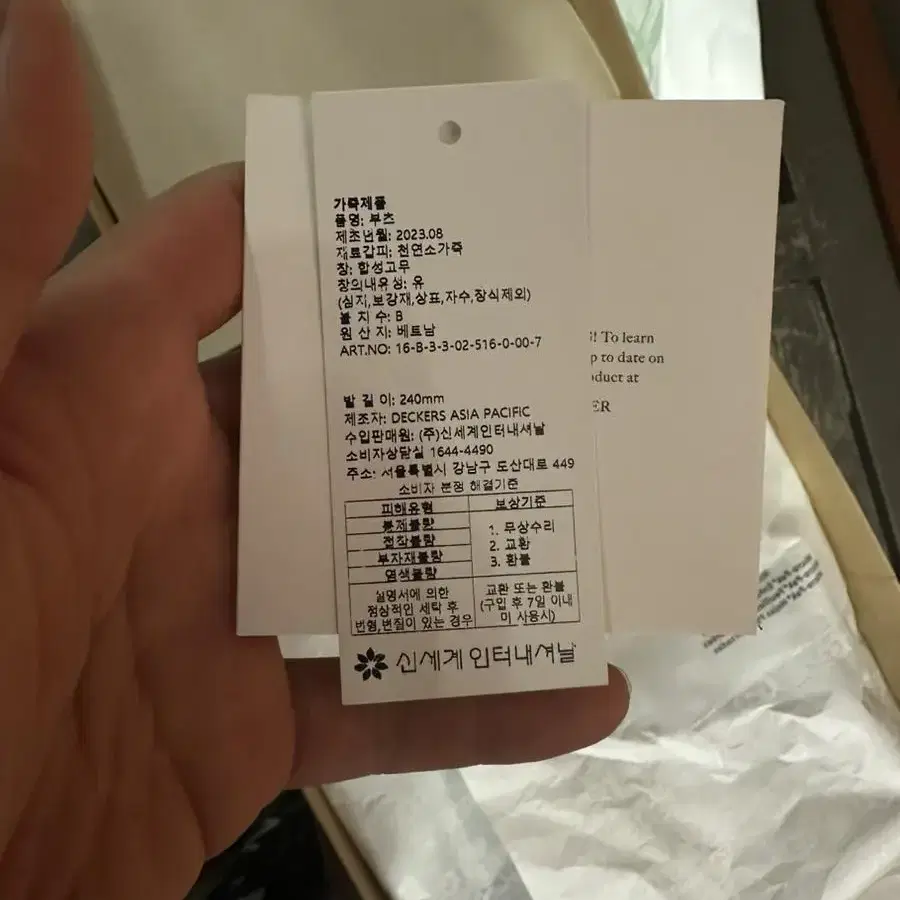 가죽제품
품명: 부츠
제조년월: 2023.08
재료갑피: 천연소가죽
창: 합성고무
창의내유성: 유
(심지,보강재,상표,자수,장식제외)
볼 치 수: B
원 산 지: 베트남
ART.NO: 16-B-3-3-02-516-0-00-7
발 길 이: 240mm
제조자: DECKERS ASIA PACIFIC
수입판매원: (주)신세계인터내셔날
소비자상담실 1644-4490
주소: 서울특별시 강남구 도산대로 449
소비자 분쟁 해결기준
피해유형 보상기준
봉제불량
접착불량
부자재불량
염색불량
1. 무상수리
2. 교환
3. 환불
설명서에 의한
정상적인 세탁 후
변형,변질이 있는 경우
교환 또는 환불
(구입 후 7일 이내
미 사용시)
신세계인터내셔날
! To learn
p to date on
duct at
ER